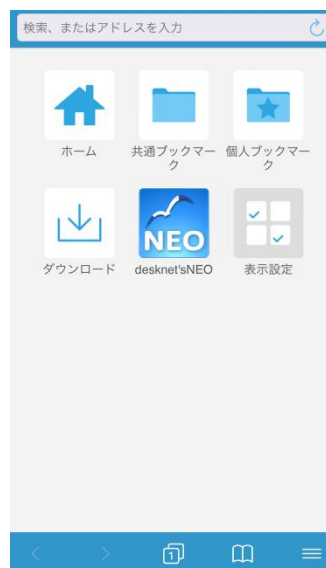 検索、またはアドレスを入力
ホーム
共通ブックマー
ク
個人ブックマー
ク
NEO
ダウンロード
desknet'sNEO
表示設定
1